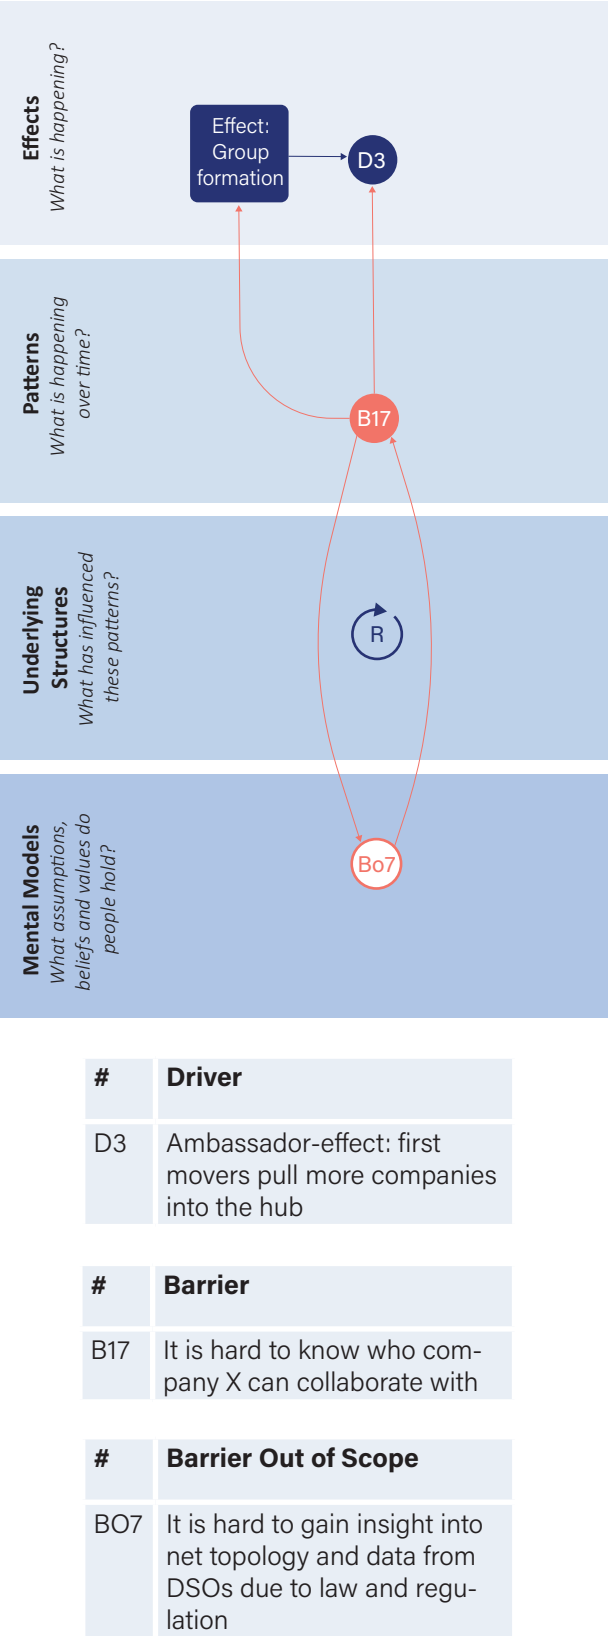 Effects
What is happening?
Effect:
Group
formation
D3
Patterns
What is happening
over time?
B17
Underlying
Structures
What has influenced
these patterns?
R
Mental Models
What assumptions,
beliefs and values do
people hold?
Bo7
# Driver
D3 Ambassador-effect: first
movers pull more companies
into the hub
# Barrier
B17 It is hard to know who com-
pany X can collaborate with
# Barrier Out of Scope
BO7 It is hard to gain insight into
net topology and data from
DSOs due to law and regu-
lation